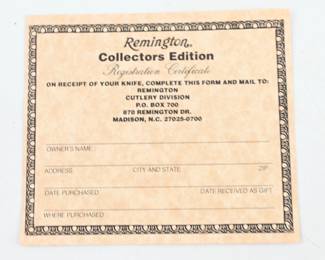 Remington
Collectors Edition
Registration Certificate
ON RECEIPT OF YOUR KNIFE, COMPLETE THIS FORM AND MAIL TO:
REMINGTON
CUTLERY DIVISION
P.O. BOX 700
870 REMINGTON DR.
MADISON, N.C. 27025-0700
OWNER'S NAME
ADDRESS CITY AND STATE ZIP
DATE PURCHASED DATE RECEIVED AS GIFT
WHERE PURCHASED